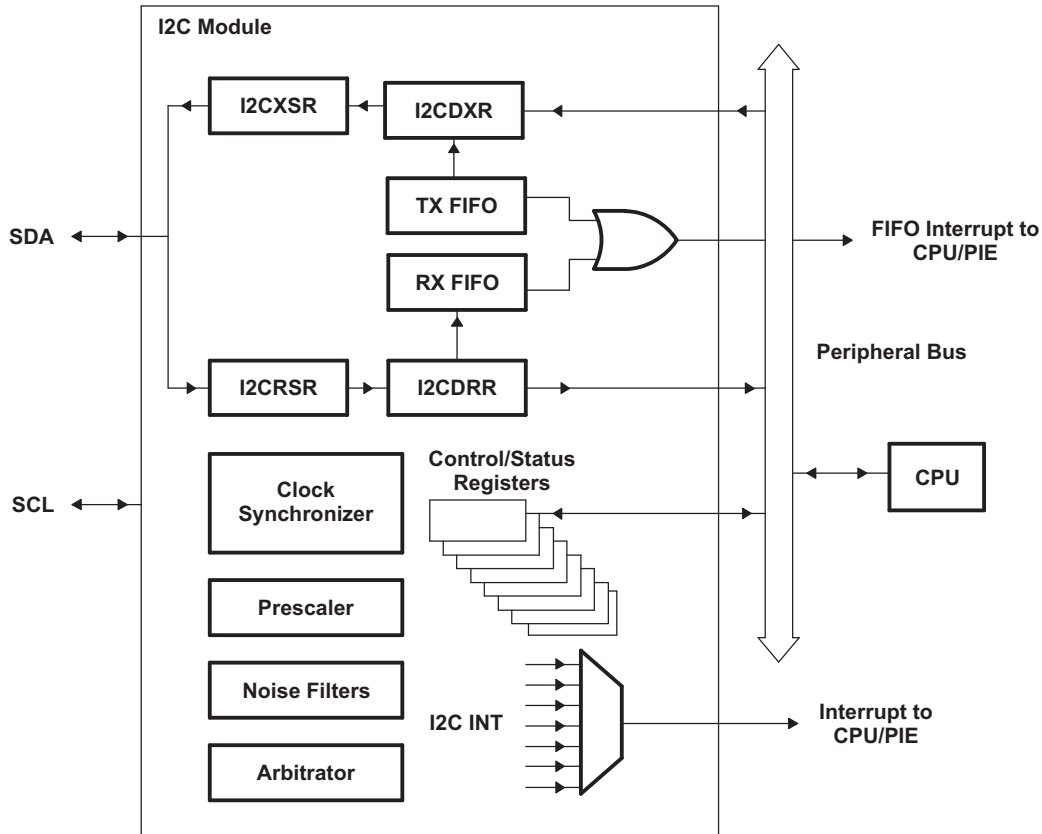 I2C Module
I2CXSR
I2CDXR
TX FIFO
SDA
FIFO Interrupt to
CPU/PIE
RX FIFO
Peripheral Bus
I2CRSR
I2CDRR
Control/Status
Registers
CPU
SCL
Clock
Synchronizer
Prescaler
Noise Filters
I2C INT
Interrupt to
CPU/PIE
Arbitrator